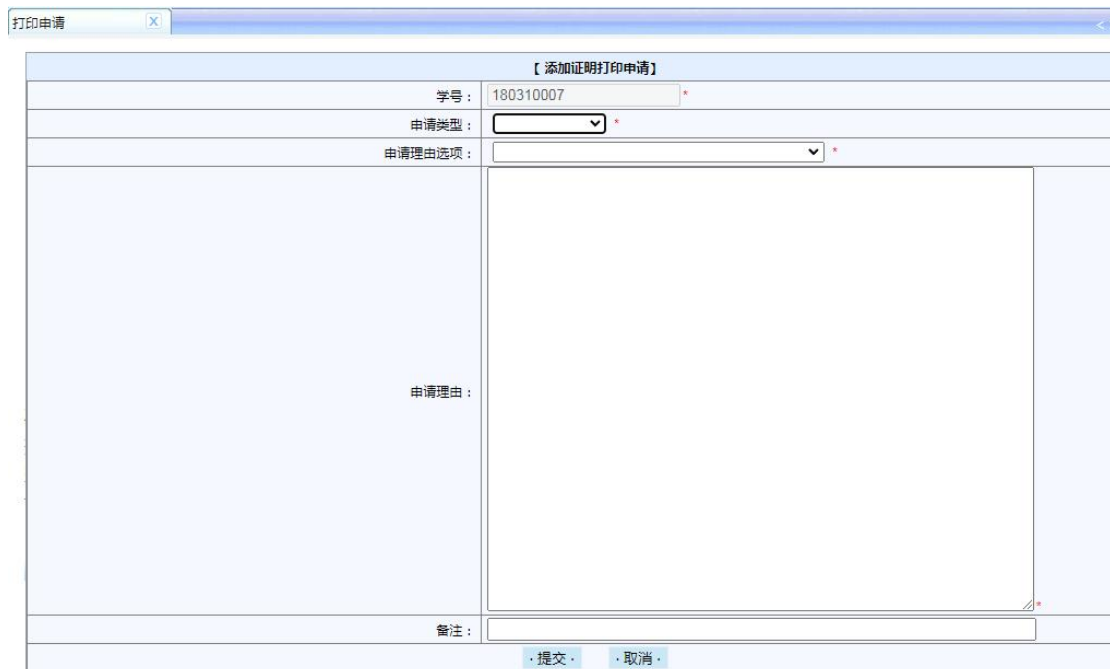 打印申请 X
<
【 添加证明打印申请】
学号： 180310007 *
申请类型： *
申请理由选项： *
申请理由： *
备注：
·提交· ·取消·